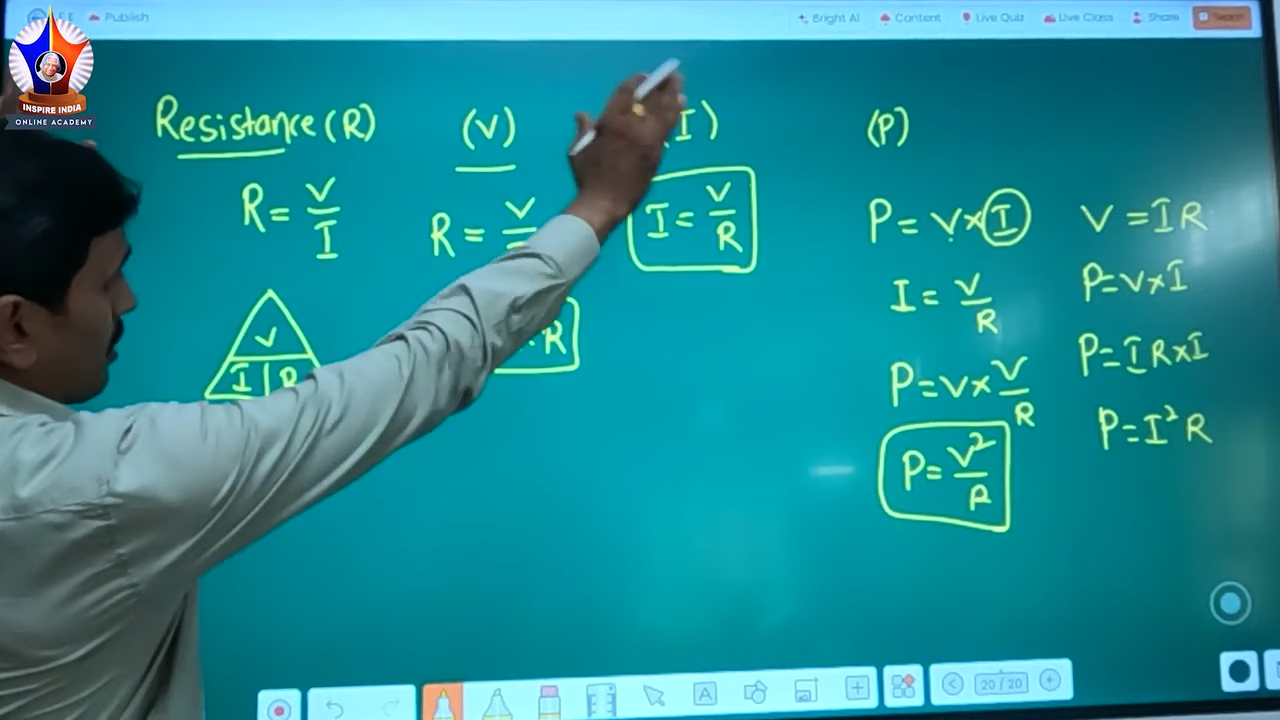 Publish
Bright AI
Content
Live Quiz
Live Class
Share
INSPIRE INDIA
ONLINE ACADEMY
Resistance (R)
(V)
I)
(P)
R = V/I
R = V
I = V/R
P = V×I
V = IR
I = V/R
P = V×I
V
I | R
R
P = V × V/R
P = IR×I
P = V²/R
P = I²R
A
20 / 20